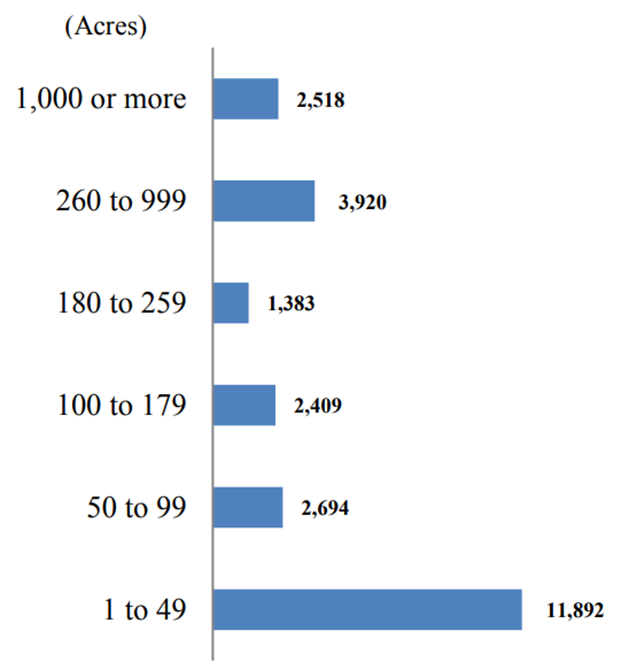 (Acres)
1,000 or more 2,518
260 to 999 3,920
180 to 259 1,383
100 to 179 2,409
50 to 99 2,694
1 to 49 11,892